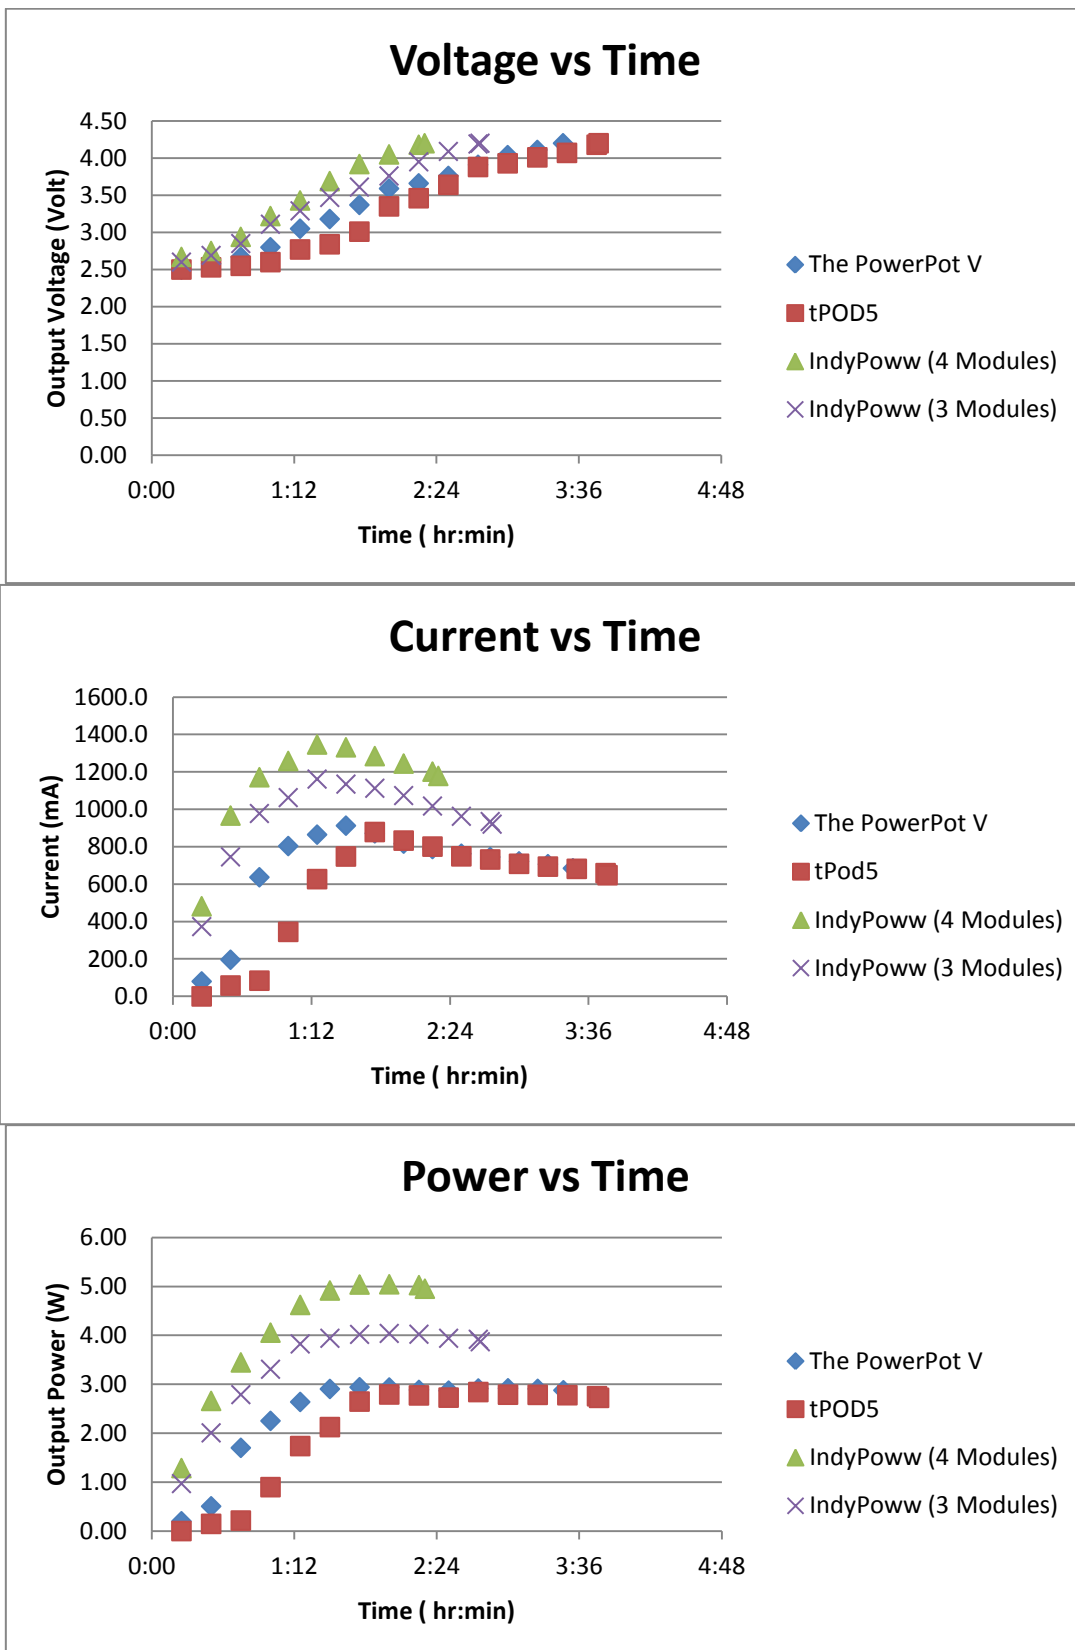 Voltage vs Time
4.50
4.00
3.50
3.00
2.50
2.00
1.50
1.00
0.50
0.00
Output Voltage (Volt)
0:00 1:12 2:24 3:36 4:48
Time ( hr:min)
The PowerPot V
tPOD5
IndyPoww (4 Modules)
IndyPoww (3 Modules)
Current vs Time
1600.0
1400.0
1200.0
1000.0
800.0
600.0
400.0
200.0
0.0
Current (mA)
0:00 1:12 2:24 3:36 4:48
Time ( hr:min)
The PowerPot V
tPod5
IndyPoww (4 Modules)
IndyPoww (3 Modules)
Power vs Time
6.00
5.00
4.00
3.00
2.00
1.00
0.00
Output Power (W)
0:00 1:12 2:24 3:36 4:48
Time ( hr:min)
The PowerPot V
tPOD5
IndyPoww (4 Modules)
IndyPoww (3 Modules)